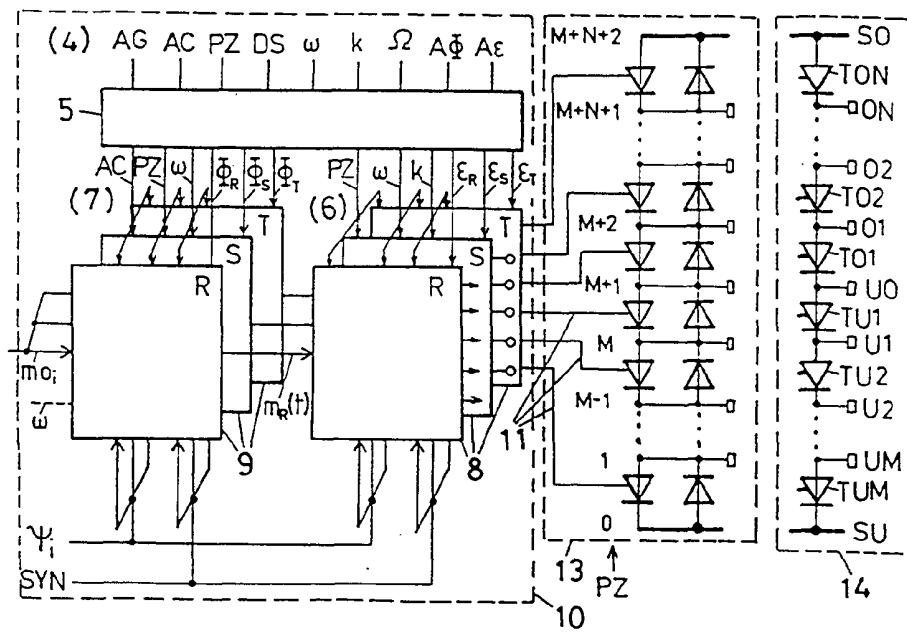 (4) AG AC PZ DS ω k Ω AΦ Aε
5
AC PZ ω Φ_R Φ_S Φ_T PZ ω k ε_R ε_S ε_T
(7) (6)
T T
S S
R R
mo_i
ω
m_R(t)
9 8 11
Ψ_i
SYN
10
M+N+2
M+N+1
M+2
M+1
M
M-1
1
0
13
PZ
SO
TON
ON
O2
TO2
O1
TO1
UO
TU1
U1
TU2
U2
UM
TUM
SU
14